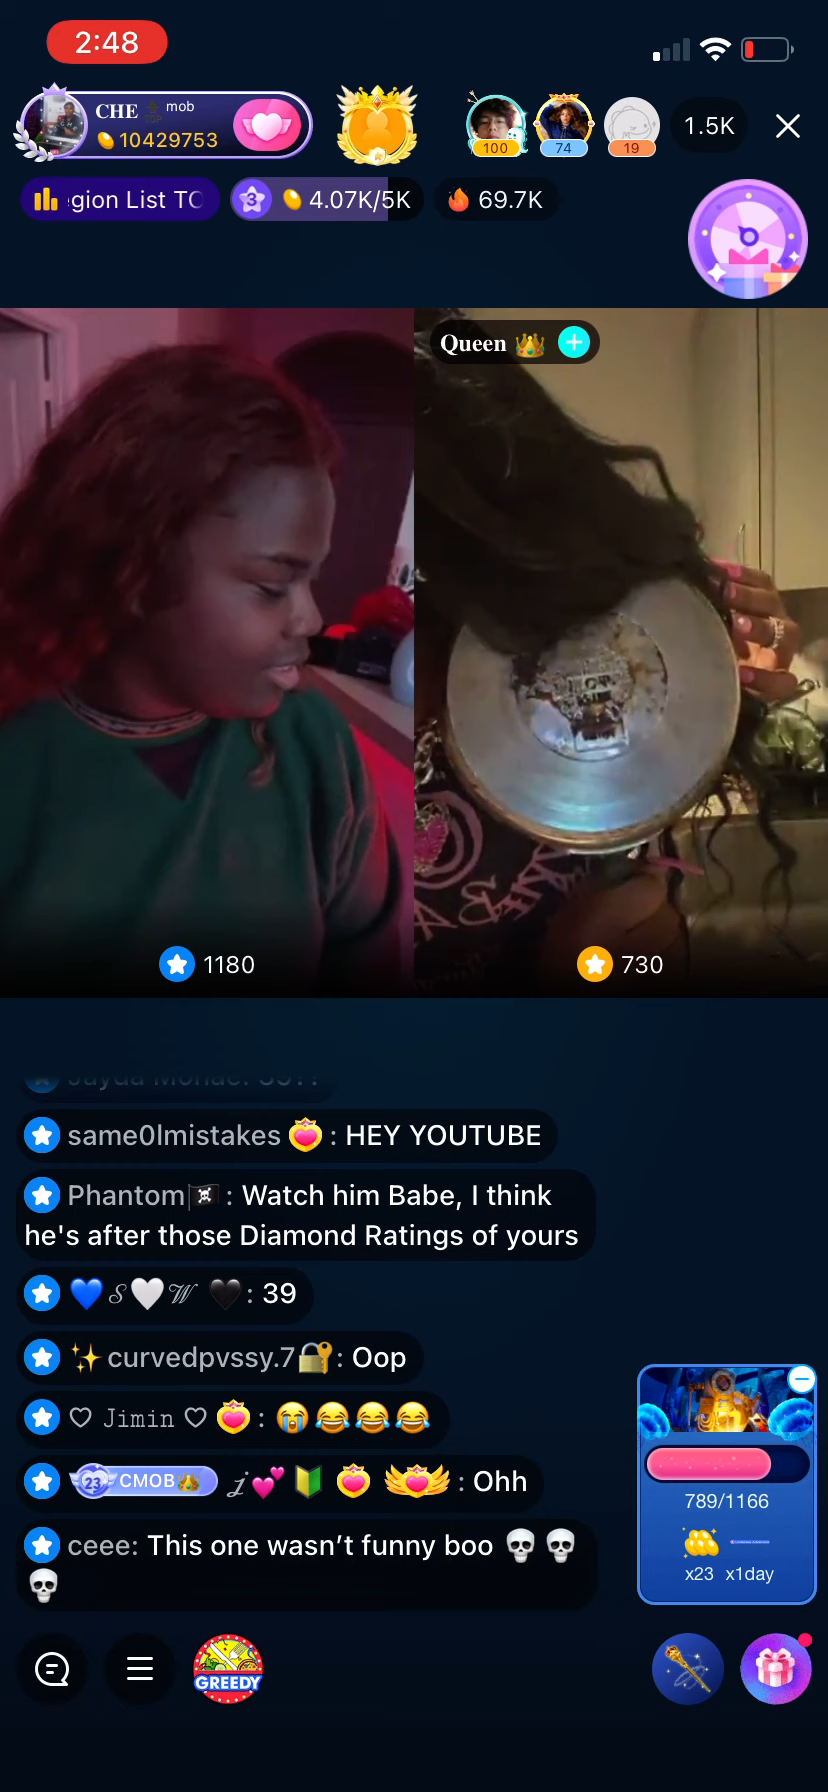 2:48
CHE TOP mob
10429753
100
74
19
1.5K
gion List TO
3 4.07K/5K
69.7K
Queen 👑
1180
730
same0lmistakes : HEY YOUTUBE
Phantom🏴‍☠️ : Watch him Babe, I think
he's after those Diamond Ratings of yours
💙 𝒮 🤍 𝒲 🖤 : 39
✨curvedpvssy.7🔐: Oop
♡ Jimin ♡ : 😭😂😂😂
23 CMOB👑 𝒿💕🔰 : Ohh
ceee: This one wasn’t funny boo 💀💀
💀
789/1166
x23 x1day
GREEDY